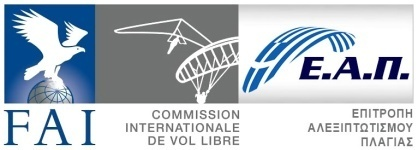 FAI
COMMISSION
INTERNATIONALE
DE VOL LIBRE
Ε.Α.Π.
ΕΠΙΤΡΟΠΗ
ΑΛΕΞΙΠΤΩΤΙΣΜΟΥ
ΠΛΑΓΙΑΣ